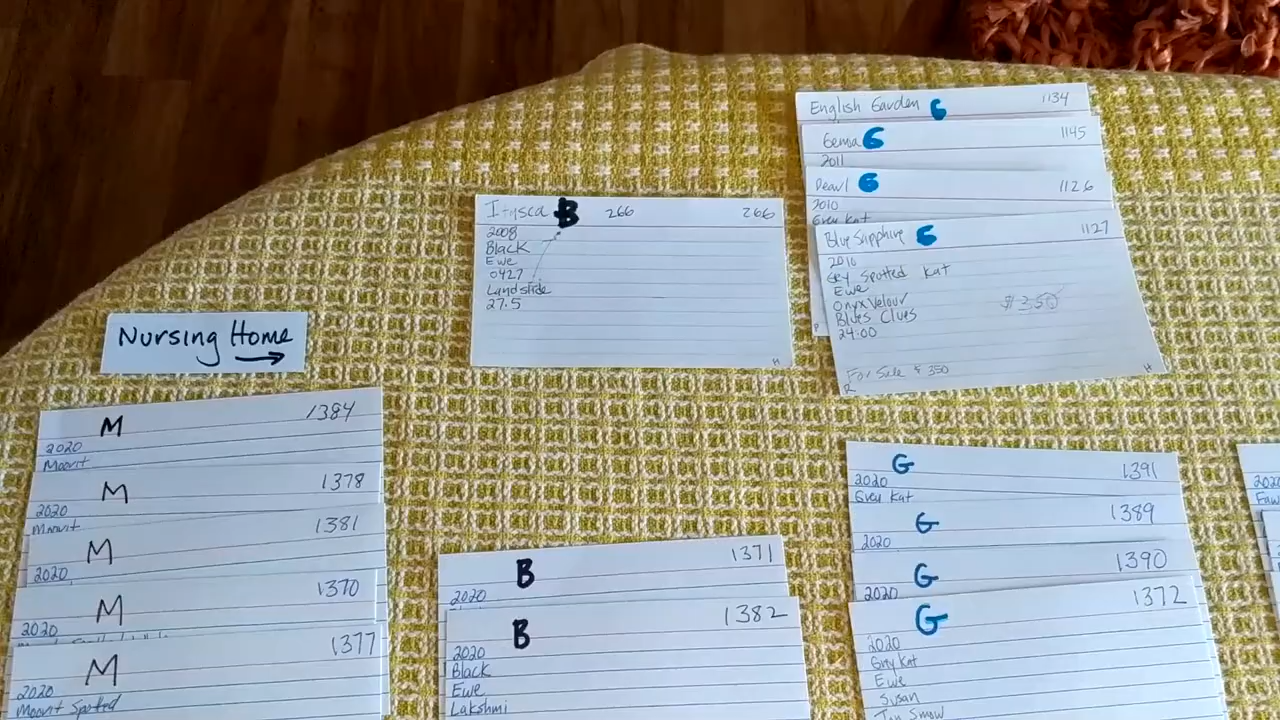 English Garden G 1134
Gema G 1145
2011
Pearl G 1126
2010
Grey Kat
Blue Sapphire G 1127
2010
Gry Spotted Kat
Ewe
Onyx Velour
Blues Clues
24:00
For Sale $ 350
R
H
B 266 266
2008
Black
Ewe
0427
Landslide
27.5
H
Nursing Home →
M 1384
2020
Moorit
M 1378
2020
Moorit
M 1381
2020
M 1370
2020
M 1377
2020
Moorit Spotted
B 1371
2020
B 1382
2020
Black
Ewe
Lakshmi
G 1391
2020
Grey Kat
G 1389
2020
G 1390
2020
G 1372
2020
Grey Kat
Ewe
Susan
Jon Snow